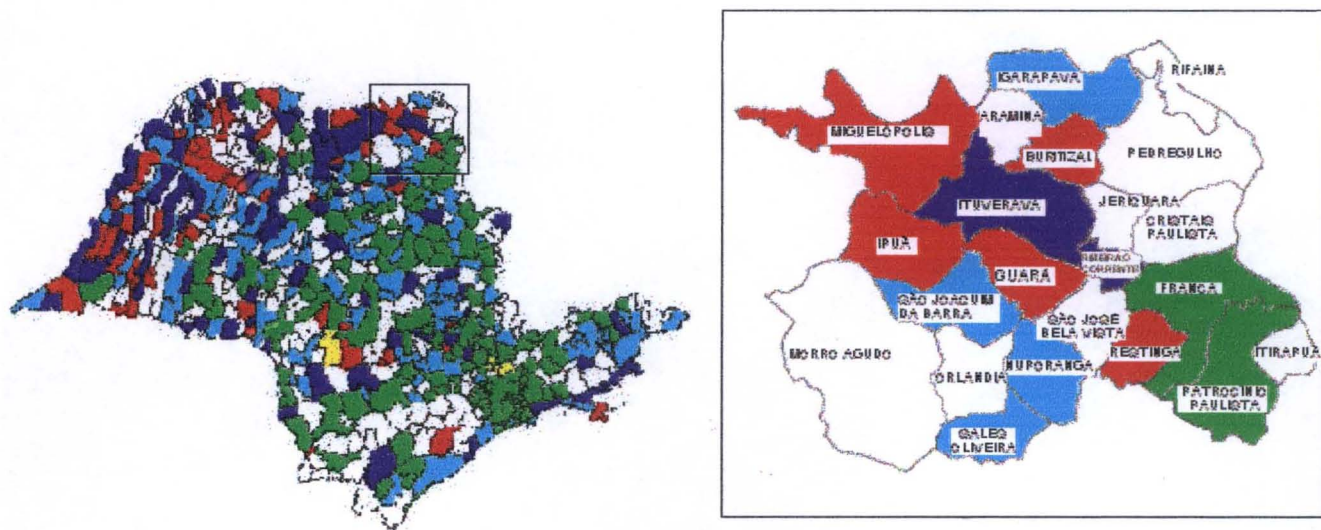 IGARAPAVA
RIFAINA
ARAMINA
MIGUELÓPOLIS
BURITIZAL
PEDREGULHO
ITUVERAVA
JERIQUARA
CRISTAIS
PAULISTA
IPUÃ
RIBEIRÃO
CORRENTE
GUARÁ
FRANCA
SÃO JOAQUIM
DA BARRA
SÃO JOSÉ
BELA VISTA
MORRO AGUDO
RESTINGA
ITIRAPUÃ
ORLANDIA
NUPORANGA
PATROCÍNIO
PAULISTA
SALES
OLIVEIRA